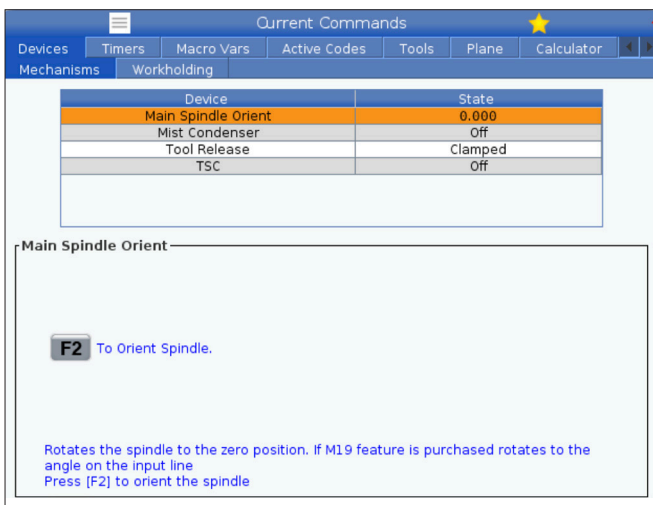 Current Commands
Devices Timers Macro Vars Active Codes Tools Plane Calculator
Mechanisms Workholding
Device State
Main Spindle Orient 0.000
Mist Condenser Off
Tool Release Clamped
TSC Off
Main Spindle Orient
F2 To Orient Spindle.
Rotates the spindle to the zero position. If M19 feature is purchased rotates to the
angle on the input line
Press [F2] to orient the spindle